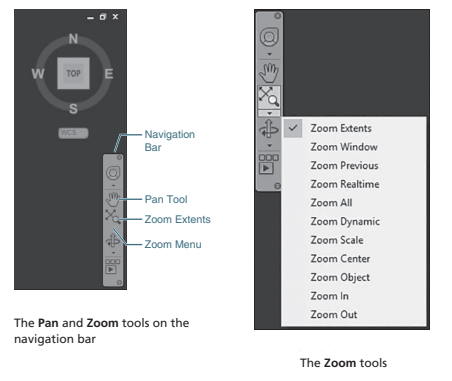 N
W
TOP
E
S
WCS
Navigation
Bar
Pan Tool
Zoom Extents
Zoom Menu
The Pan and Zoom tools on the
navigation bar
Zoom Extents
Zoom Window
Zoom Previous
Zoom Realtime
Zoom All
Zoom Dynamic
Zoom Scale
Zoom Center
Zoom Object
Zoom In
Zoom Out
The Zoom tools